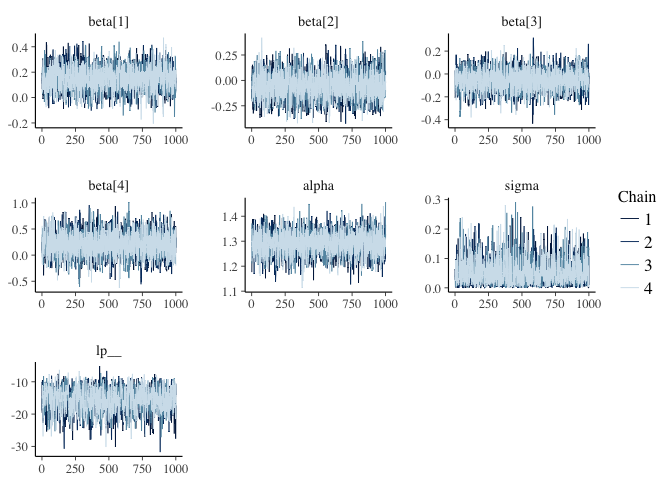 beta[1] beta[2] beta[3]
0.4 0.2 0.0 -0.2
0 250 500 750 1000
0.25 0.00 -0.25
0 250 500 750 1000
0.2 0.0 -0.2 -0.4
0 250 500 750 1000
beta[4] alpha sigma
1.0 0.5 0.0 -0.5
0 250 500 750 1000
1.4 1.3 1.2 1.1
0 250 500 750 1000
0.3 0.2 0.1 0.0
0 250 500 750 1000
Chain
1
2
3
4
lp__
-10 -20 -30
0 250 500 750 1000